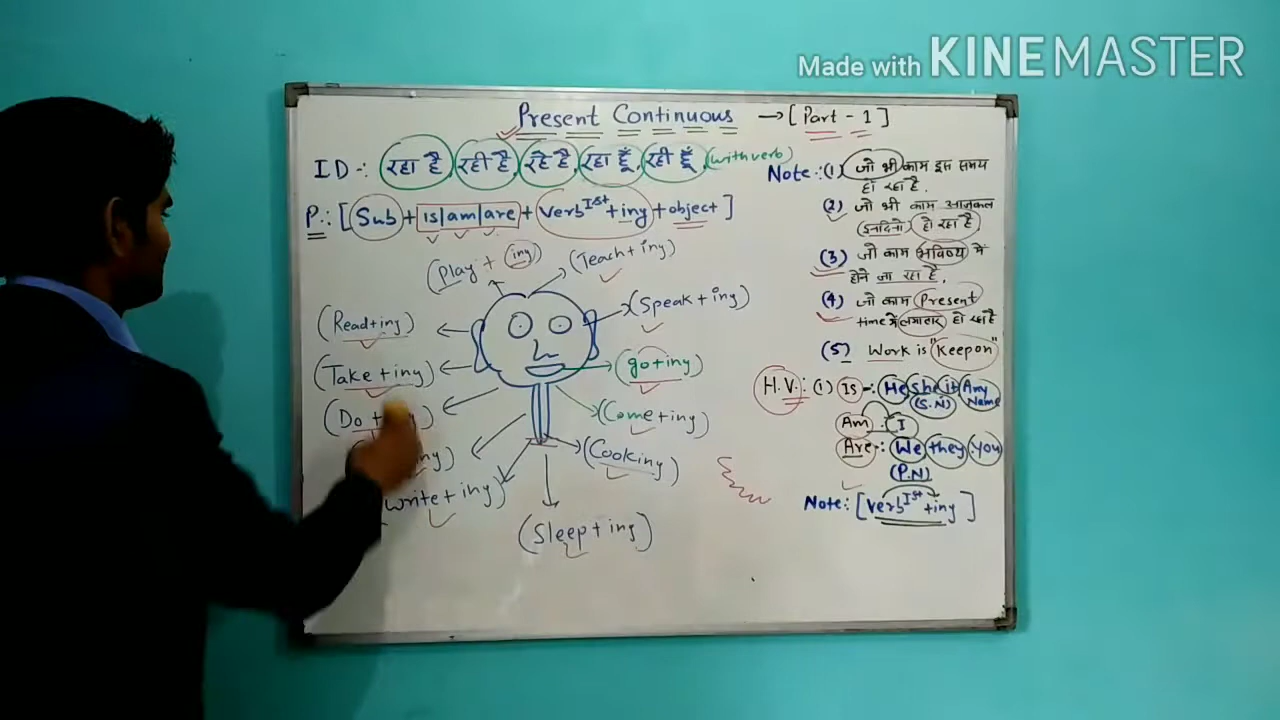 Made with KINEMASTER
Present Continuous → [Part - 1]
ID-: रहा है, रही है, रहे है, रहा हूँ, रही हूँ, (with verb)
P.: [Sub + is|am|are + Verb Ist + ing + object]
(Play + ing)
(Teach + ing)
(Speak + ing)
(Read+ing)
(go+ing)
(Take + ing)
(Come + ing)
(Do +
(Cooking)
ing)
(write + ing)
(Sleep + ing)
Note:(1) जो भी काम इस समय
हो रहा है.
(2) जो भी काम आजकल
(इनदिनो) हो रहा है
(3) जो काम भविष्य में
होने जा रहा है.
(4) जो काम Present
time में लगातार हो रहा है
(5) Work is "Keep on"
H.V.: (1) Is -: He she it Any Name
(S.N)
Am : I
Are -: We they you
(P.N)
Note: [Verb Ist + ing]